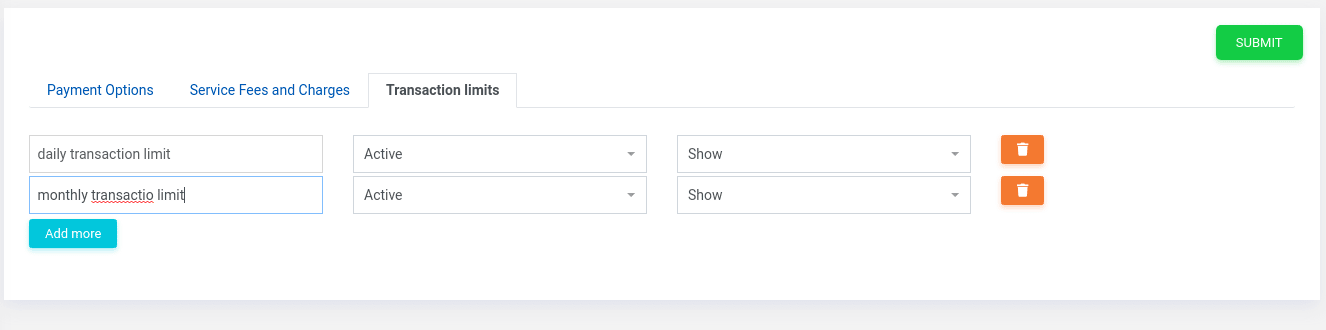 SUBMIT
Payment Options Service Fees and Charges Transaction limits
daily transaction limit Active Show
monthly transactio limit Active Show
Add more